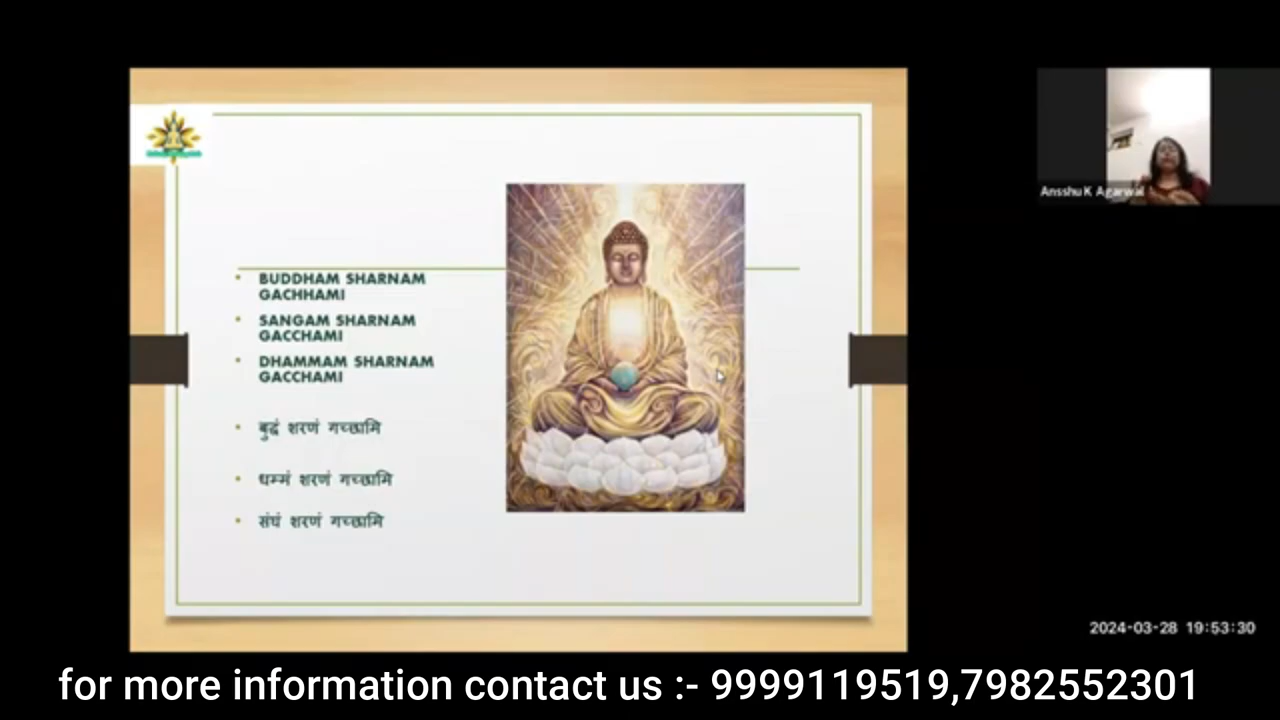 BUDDHAM SHARNAM
GACHHAMI
SANGAM SHARNAM
GACCHAMI
DHAMMAM SHARNAM
GACCHAMI
बुद्धं शरणं गच्छामि
धम्मं शरणं गच्छामि
संघं शरणं गच्छामि
Ansshu K Agarwal
2024-03-28 19:53:30
for more information contact us :- 9999119519,7982552301